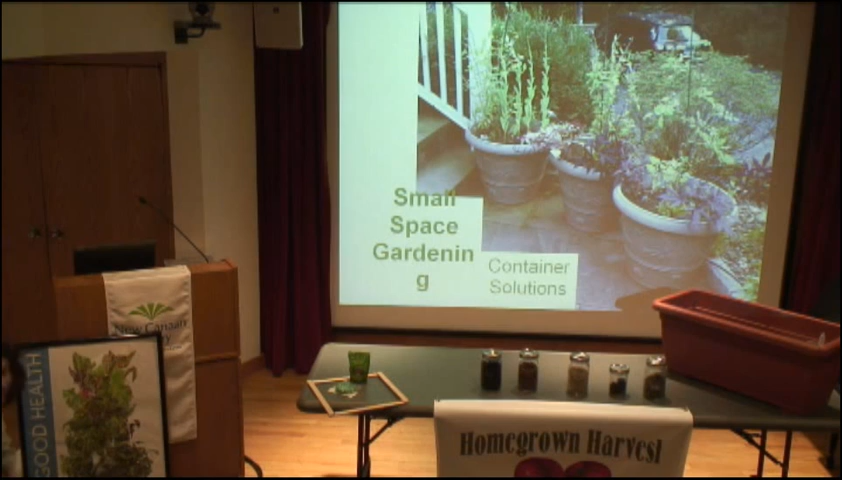 Small
Space
Gardenin
g
Container
Solutions
New Canaan
GOOD HEALTH
Homegrown Harvest